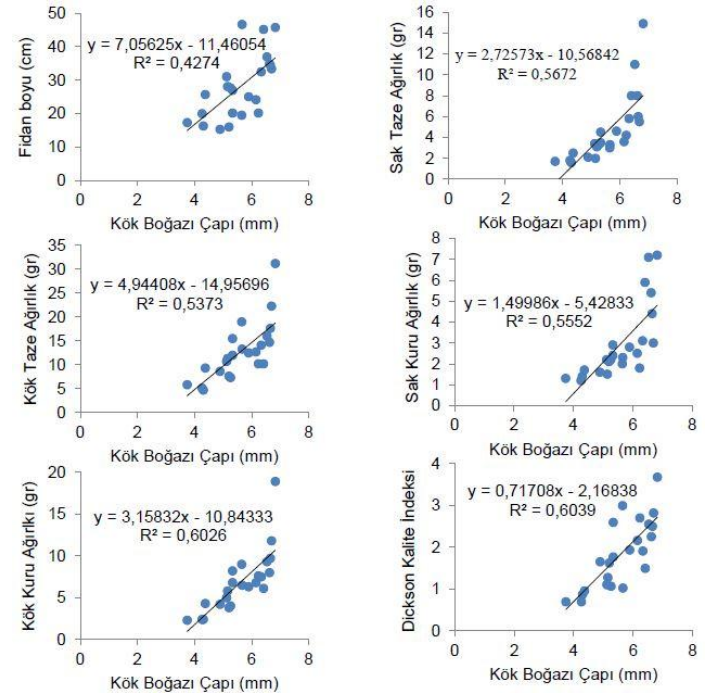 Fidan boyu (cm)
50
40
30
20
10
0
y = 7,05625x - 11,46054
R² = 0,4274
0 2 4 6 8
Kök Boğazı Çapı (mm)
Sak Taze Ağırlık (gr)
16
14
12
10
8
6
4
2
0
y = 2,72573x - 10,56842
R² = 0,5672
0 2 4 6 8
Kök Boğazı Çapı (mm)
Kök Taze Ağırlık (gr)
35
30
25
20
15
10
5
0
y = 4,94408x - 14,95696
R² = 0,5373
0 2 4 6 8
Kök Boğazı Çapı (mm)
Sak Kuru Ağırlık (gr)
8
7
6
5
4
3
2
1
0
y = 1,49986x - 5,42833
R² = 0,5552
0 2 4 6 8
Kök Boğazı Çapı (mm)
Kök Kuru Ağırlkı (gr)
20
15
10
5
0
y = 3,15832x - 10,84333
R² = 0,6026
0 2 4 6 8
Kök Boğazı Çapı (mm)
Dickson Kalite İndeksi
4
3
2
1
0
y = 0,71708x - 2,16838
R² = 0,6039
0 2 4 6 8
Kök Boğazı Çapı (mm)